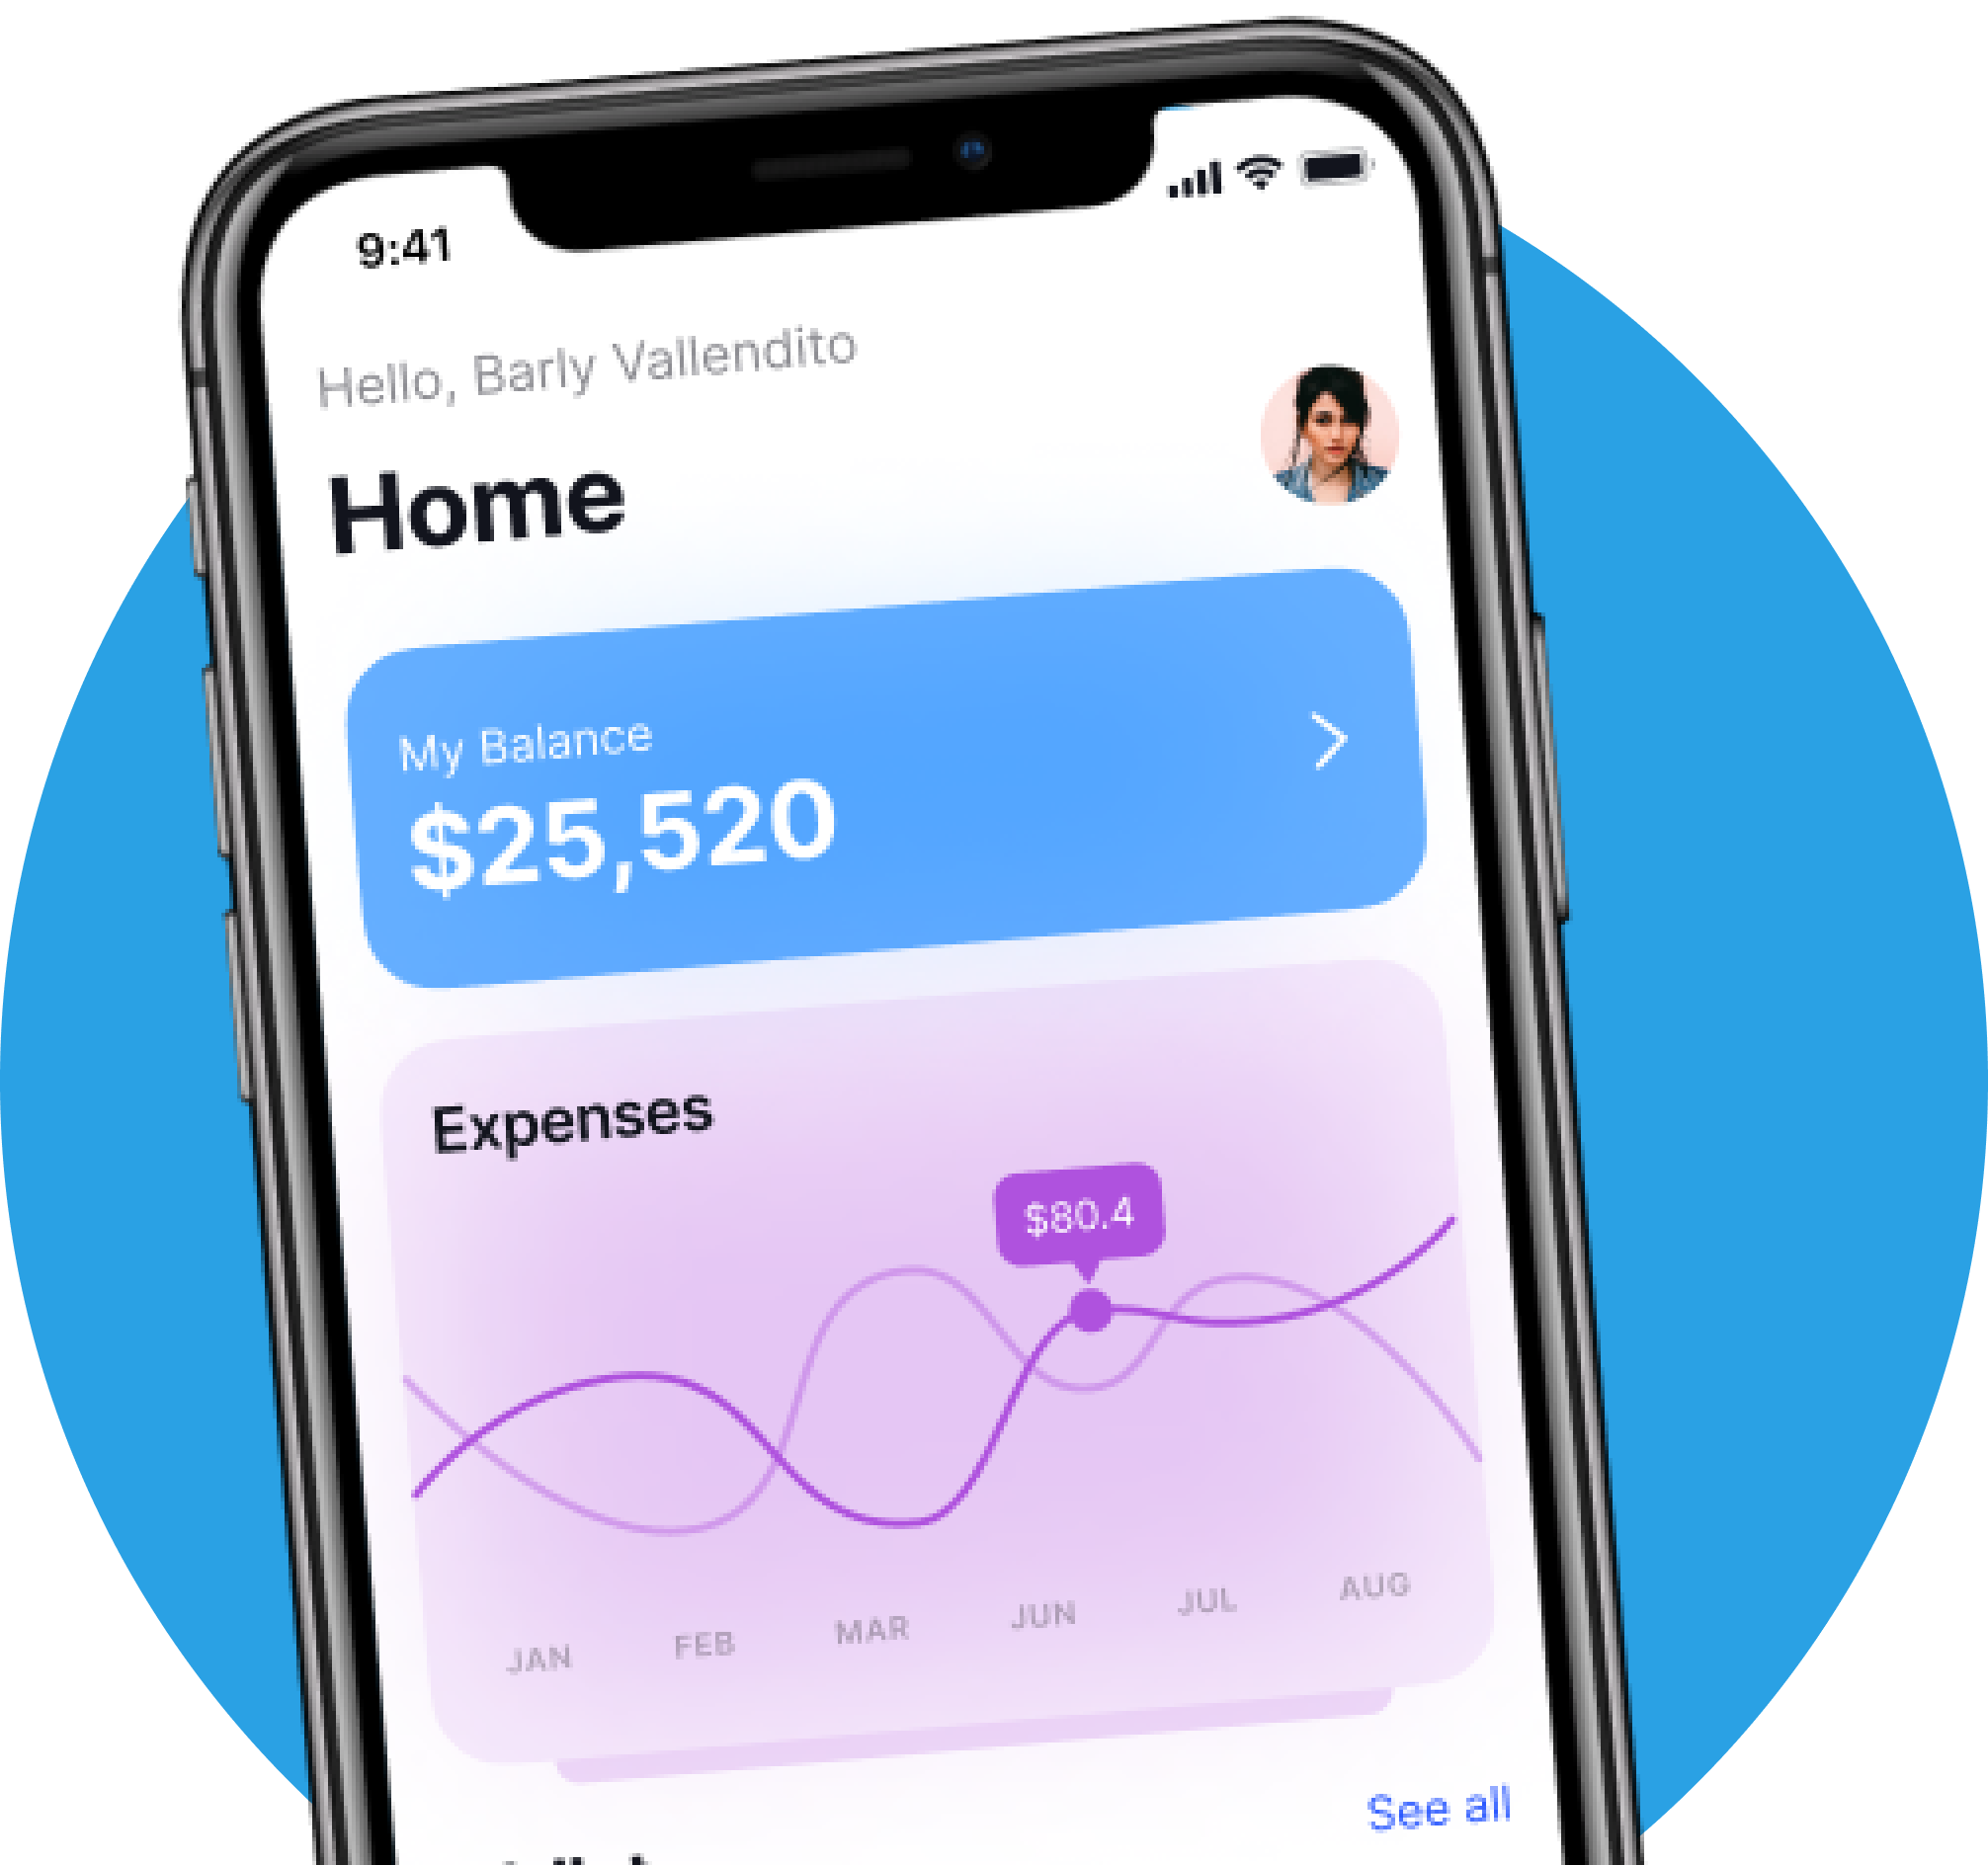 9:41
Hello, Barly Vallendito
Home
My Balance
$25,520
Expenses
$80.4
JAN FEB MAR JUN JUL AUG
See all